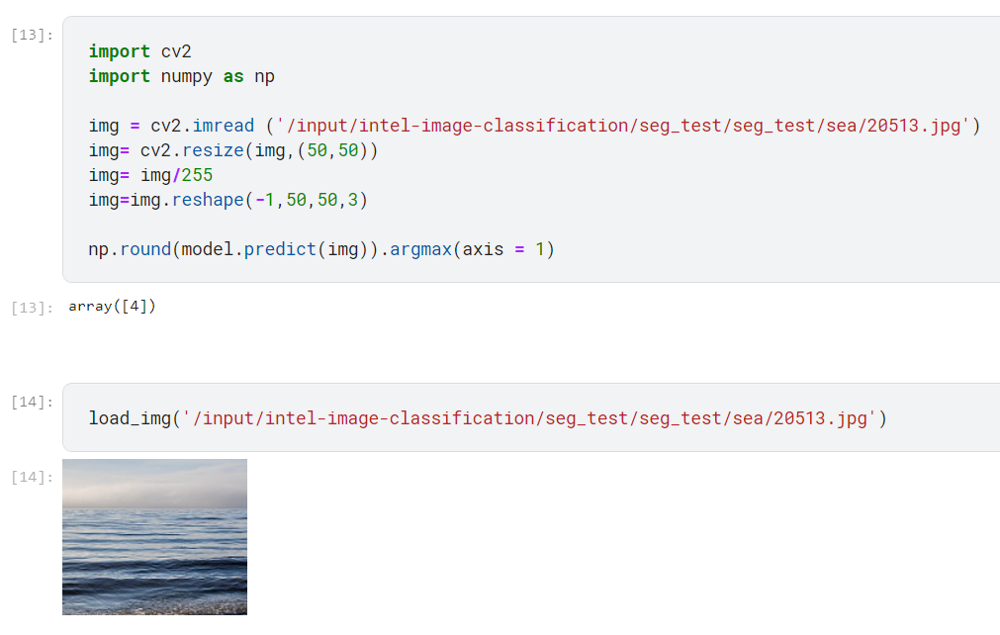 [13]:
import cv2
import numpy as np
img = cv2.imread ('/input/intel-image-classification/seg_test/seg_test/sea/20513.jpg')
img= cv2.resize(img,(50,50))
img= img/255
img=img.reshape(-1,50,50,3)
np.round(model.predict(img)).argmax(axis = 1)
[13]: array([4])
[14]:
load_img('/input/intel-image-classification/seg_test/seg_test/sea/20513.jpg')
[14]: